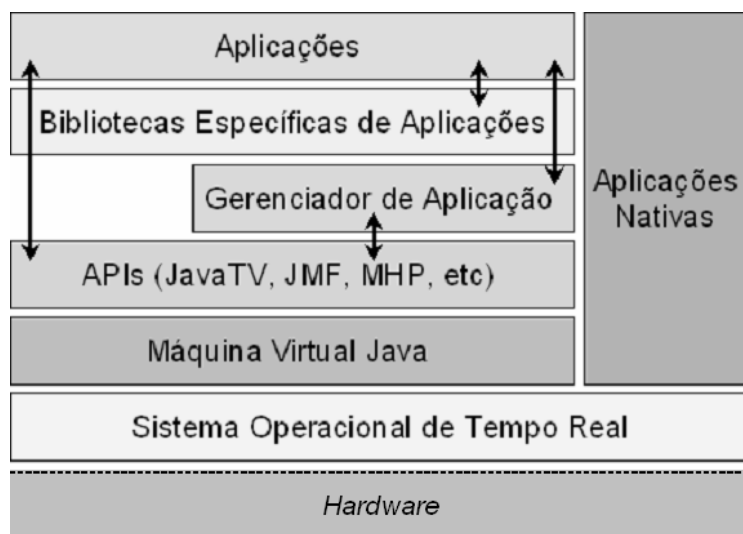 Aplicações
Bibliotecas Específicas de Aplicações
Gerenciador de Aplicação
Aplicações
Nativas
APIs (JavaTV, JMF, MHP, etc)
Máquina Virtual Java
Sistema Operacional de Tempo Real
Hardware